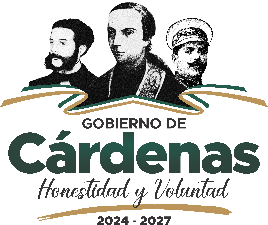 GOBIERNO DE
Cárdenas
Honestidad y Voluntad
2024 - 2027